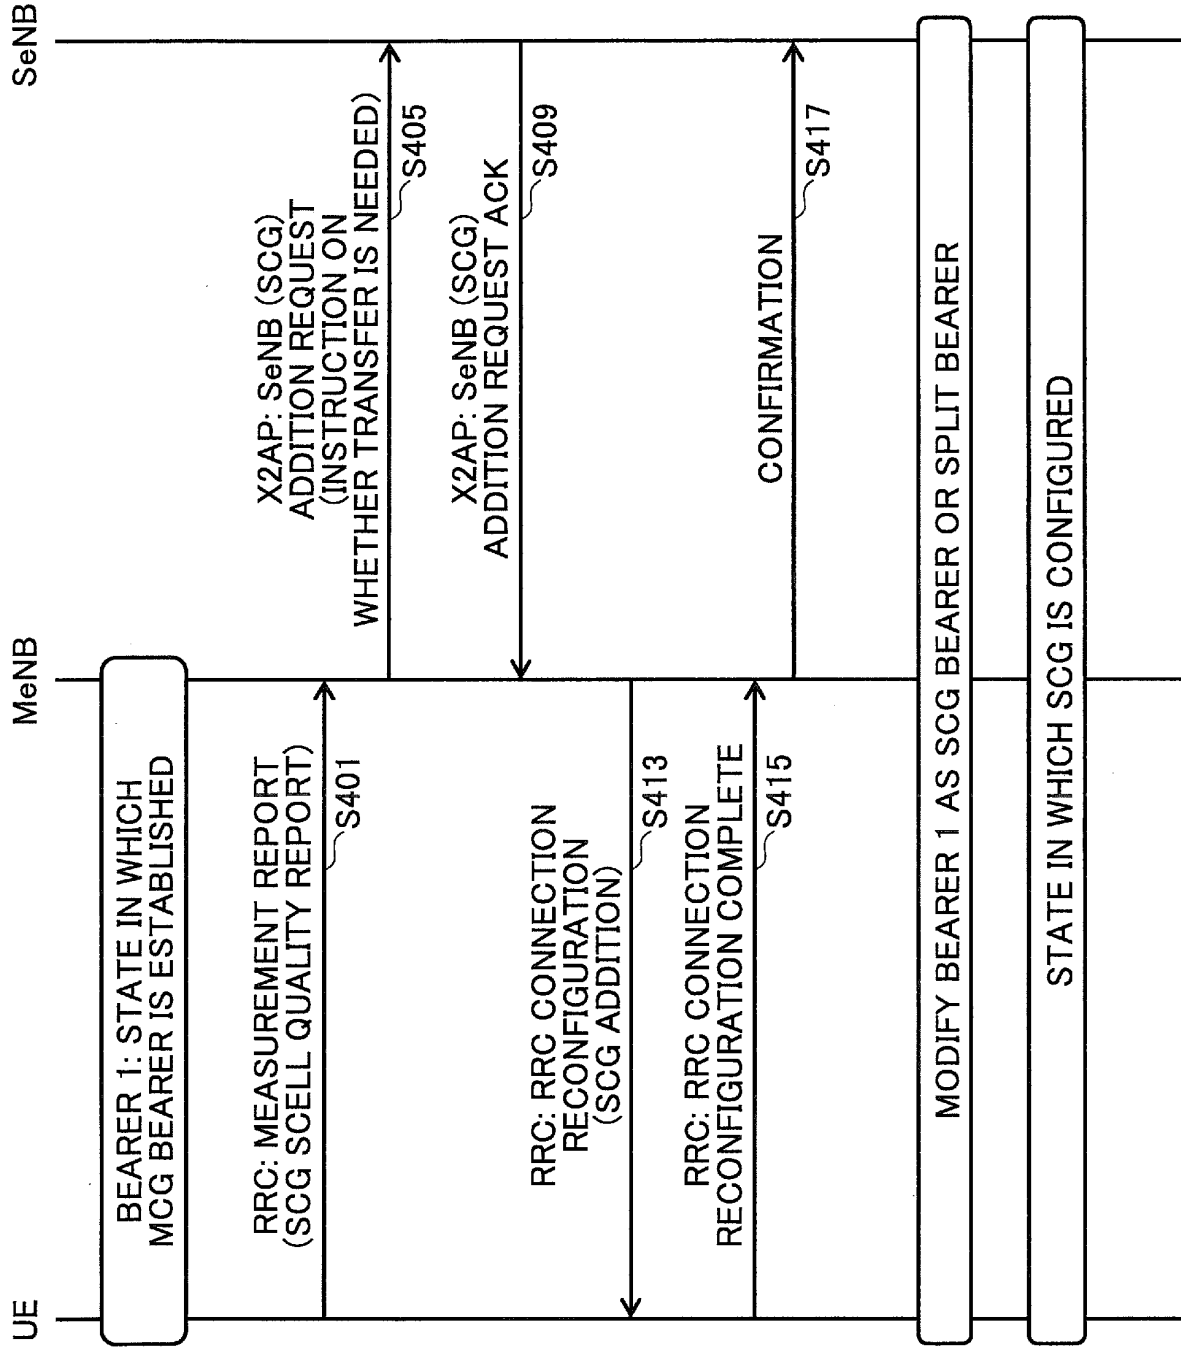 UE
MeNB
SeNB
BEARER 1: STATE IN WHICH
MCG BEARER IS ESTABLISHED
RRC: MEASUREMENT REPORT
(SCG SCELL QUALITY REPORT)
S401
X2AP: SeNB (SCG)
ADDITION REQUEST
(INSTRUCTION ON
WHETHER TRANSFER IS NEEDED)
S405
X2AP: SeNB (SCG)
ADDITION REQUEST ACK
S409
RRC: RRC CONNECTION
RECONFIGURATION
(SCG ADDITION)
S413
RRC: RRC CONNECTION
RECONFIGURATION COMPLETE
S415
CONFIRMATION
S417
MODIFY BEARER 1 AS SCG BEARER OR SPLIT BEARER
STATE IN WHICH SCG IS CONFIGURED